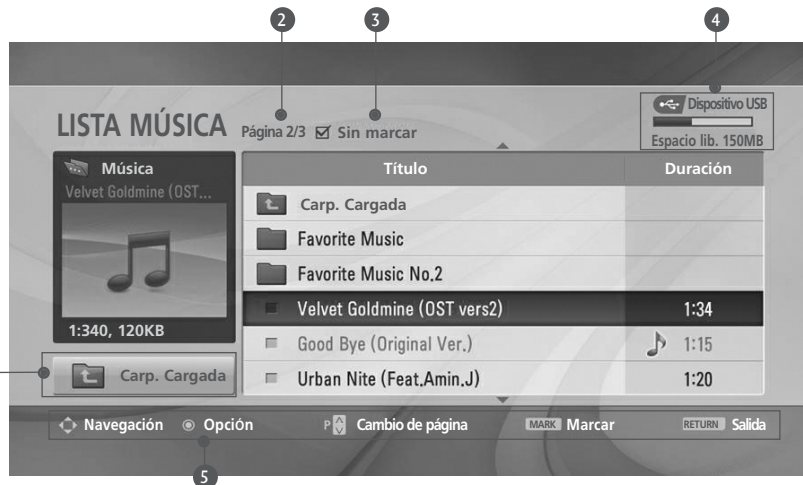 2 3 4
LISTA MÚSICA Página 2/3 Sin marcar
Dispositivo USB
Espacio lib. 150MB
Música
Velvet Goldmine (OST...
1:340, 120KB
Carp. Cargada
Título Duración
Carp. Cargada
Favorite Music
Favorite Music No.2
Velvet Goldmine (OST vers2) 1:34
Good Bye (Original Ver.) 1:15
Urban Nite (Feat.Amin.J) 1:20
Navegación Opción P Cambio de página MARK Marcar RETURN Salida
5